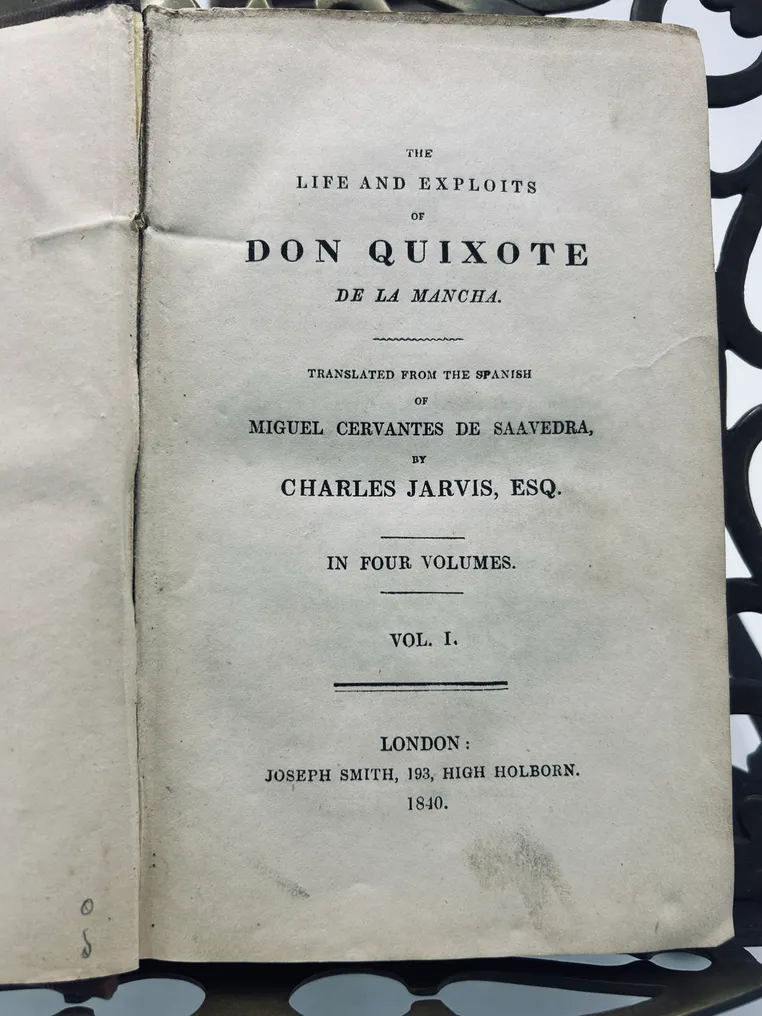 THE
LIFE AND EXPLOITS
OF
DON QUIXOTE
DE LA MANCHA.
TRANSLATED FROM THE SPANISH
OF
MIGUEL CERVANTES DE SAAVEDRA,
BY
CHARLES JARVIS, ESQ.
IN FOUR VOLUMES.
VOL. I.
LONDON:
JOSEPH SMITH, 193, HIGH HOLBORN.
1840.